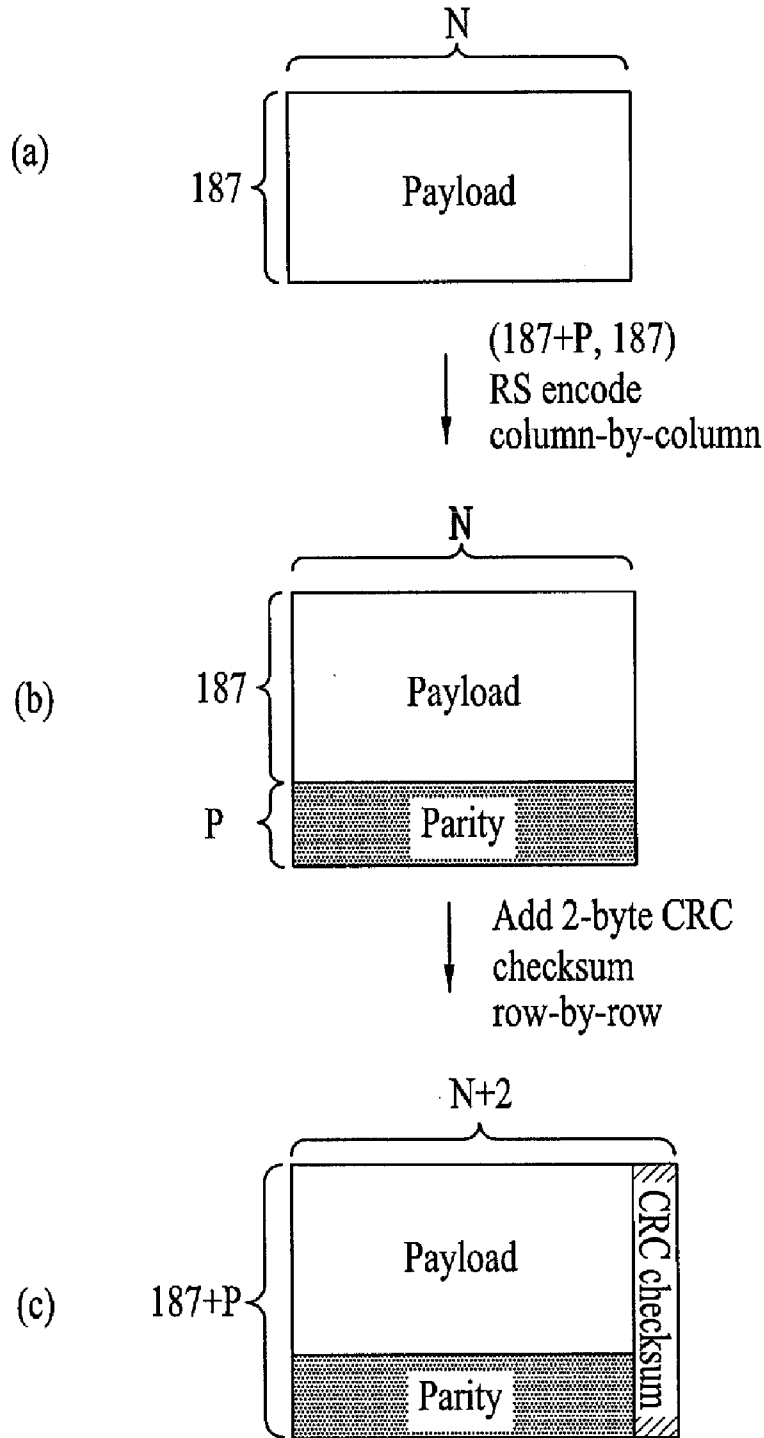 N
(a)
187
Payload
(187+P, 187)
RS encode
column-by-column
N
(b)
187
Payload
P
Parity
Add 2-byte CRC
checksum
row-by-row
N+2
(c)
187+P
Payload
CRC checksum
Parity